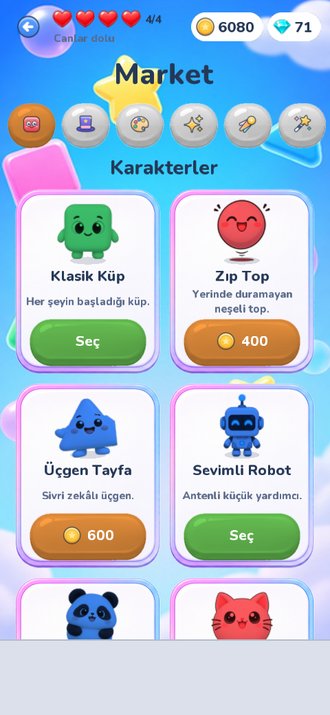 4/4
6080
71
Canlar dolu
Market
Karakterler
Klasik Küp
Her şeyin başladığı küp.
Seç
Zıp Top
Yerinde duramayan
neşeli top.
400
Üçgen Tayfa
Sivri zekâlı üçgen.
600
Sevimli Robot
Antenli küçük yardımcı.
Seç